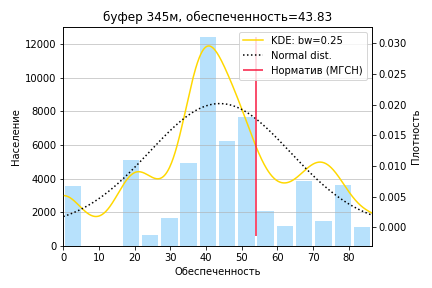 буфер 345м, обеспеченность=43.83
KDE: bw=0.25
Normal dist.
Норматив (МГСН)
Население
12000
10000
8000
6000
4000
2000
0
0 10 20 30 40 50 60 70 80
Обеспеченность
0.030
0.025
0.020
0.015
0.010
0.005
0.000
Плотность